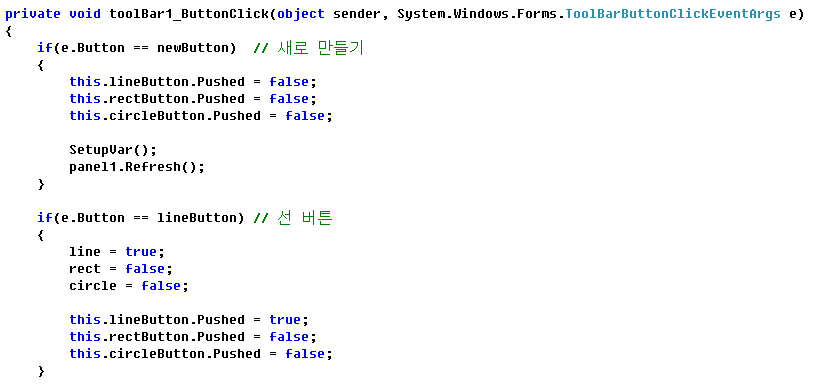 private void toolBar1_ButtonClick(object sender, System.Windows.Forms.ToolBarButtonClickEventArgs e)
{
    if(e.Button == newButton)  // 새로 만들기
    {
        this.lineButton.Pushed = false;
        this.rectButton.Pushed = false;
        this.circleButton.Pushed = false;

        SetupVar();
        panel1.Refresh();
    }

    if(e.Button == lineButton) // 선 버튼
    {
        line = true;
        rect = false;
        circle = false;

        this.lineButton.Pushed = true;
        this.rectButton.Pushed = false;
        this.circleButton.Pushed = false;
    }